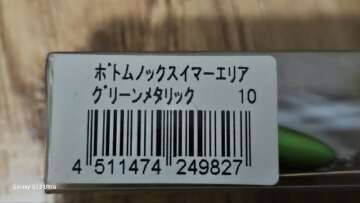 ﾎﾞﾄﾑﾉｯｸｽｲﾏｰｴﾘｱ
ｸﾞﾘｰﾝﾒﾀﾘｯｸ 10
4 511474 249827